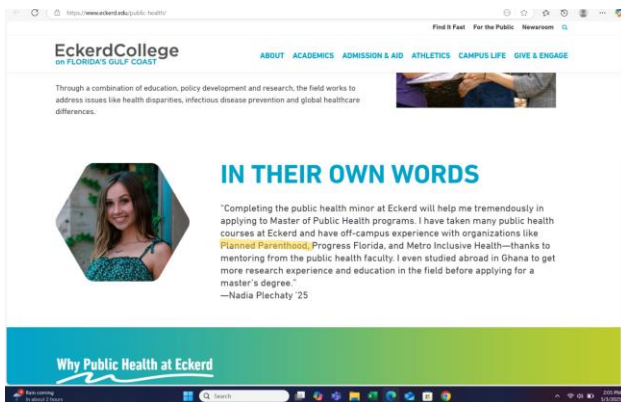 https://www.eckerd.edu/public-health/
Find It Fast For the Public Newsroom
EckerdCollege
on FLORIDA'S GULF COAST
ABOUT ACADEMICS ADMISSION & AID ATHLETICS CAMPUS LIFE GIVE & ENGAGE
Through a combination of education, policy development and research, the field works to
address issues like health disparities, infectious disease prevention and global healthcare
differences.
IN THEIR OWN WORDS
"Completing the public health minor at Eckerd will help me tremendously in
applying to Master of Public Health programs. I have taken many public health
courses at Eckerd and have off-campus experience with organizations like
Planned Parenthood, Progress Florida, and Metro Inclusive Health—thanks to
mentoring from the public health faculty. I even studied abroad in Ghana to get
more research experience and education in the field before applying for a
master's degree."
—Nadia Plechaty '25
Why Public Health at Eckerd
Rain coming
In about 2 hours
Search